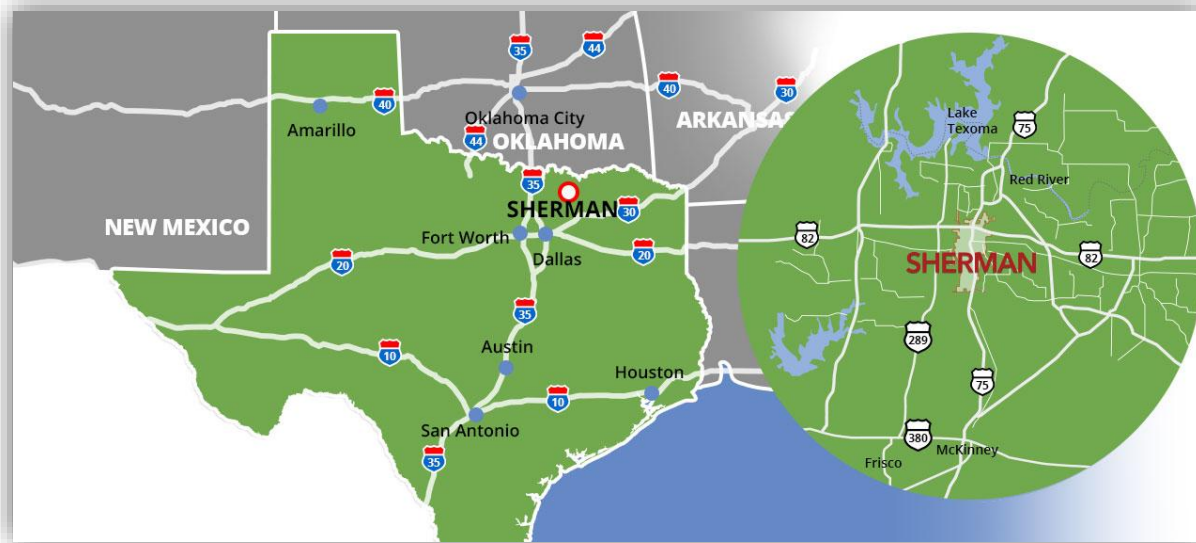 35
44
40
30
Amarillo
40
Oklahoma City
44
OKLAHOMA
ARKANSAS
35
SHERMAN
30
NEW MEXICO
Fort Worth
Dallas
20
20
35
Austin
10
Houston
10
San Antonio
35
Lake
Texoma
75
Red River
82
82
SHERMAN
289
75
380
McKinney
Frisco